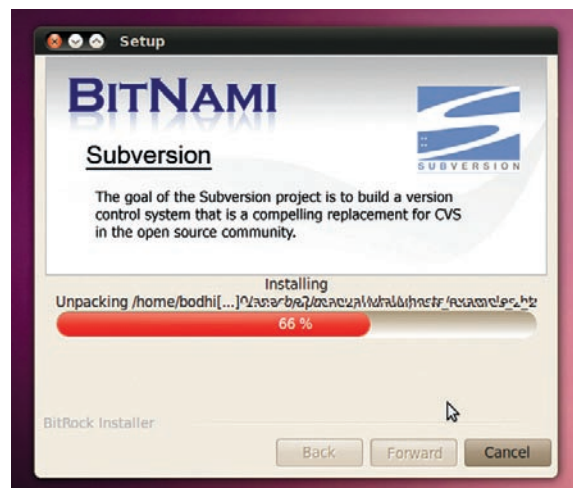 Setup
BITNAMI
SUBVERSION
Subversion
The goal of the Subversion project is to build a version
control system that is a compelling replacement for CVS
in the open source community.
Installing
Unpacking /home/bodhi[...]
66 %
BitRock Installer
Back
Forward
Cancel